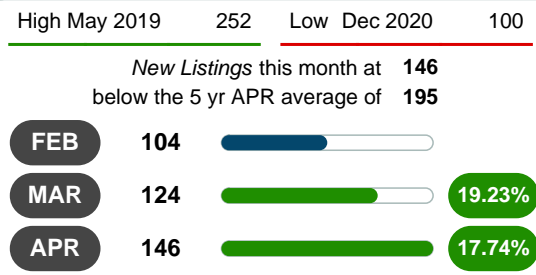 High May 2019 252 Low Dec 2020 100
New Listings this month at 146
below the 5 yr APR average of 195
FEB 104
MAR 124 19.23%
APR 146 17.74%